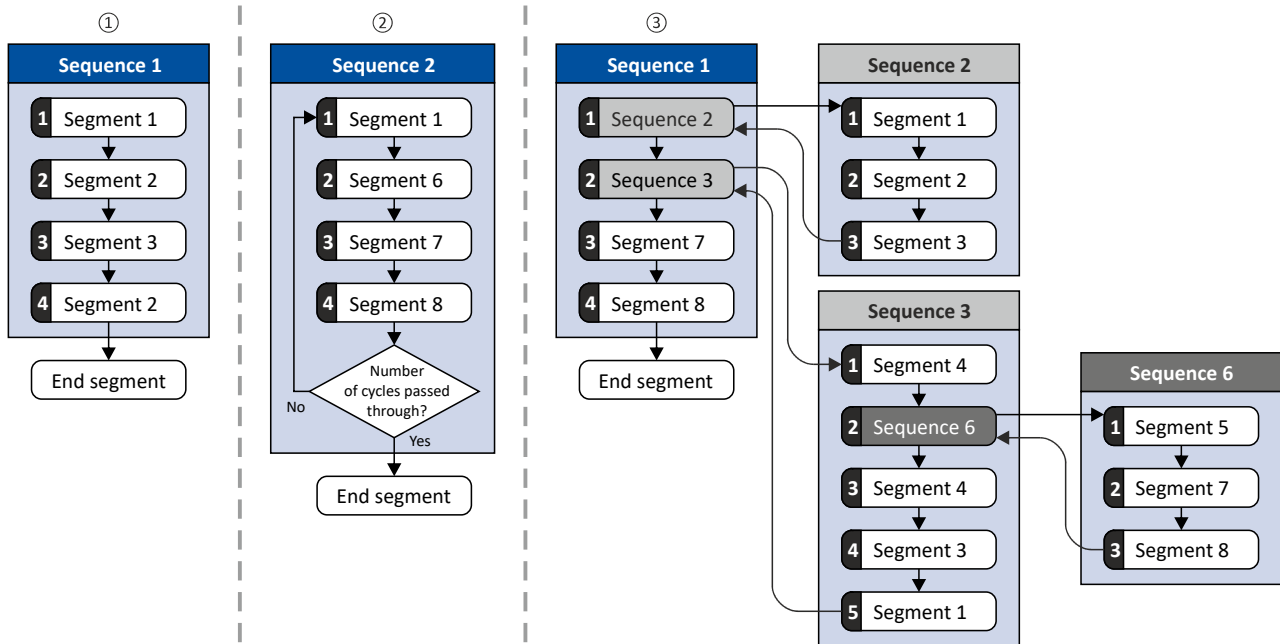 ①
Sequence 1
1 Segment 1
2 Segment 2
3 Segment 3
4 Segment 2
End segment
②
Sequence 2
1 Segment 1
2 Segment 6
3 Segment 7
4 Segment 8
Number
of cycles passed
through?
No
Yes
End segment
③
Sequence 1
1 Sequence 2
2 Sequence 3
3 Segment 7
4 Segment 8
End segment
Sequence 2
1 Segment 1
2 Segment 2
3 Segment 3
Sequence 3
1 Segment 4
2 Sequence 6
3 Segment 4
4 Segment 3
5 Segment 1
Sequence 6
1 Segment 5
2 Segment 7
3 Segment 8